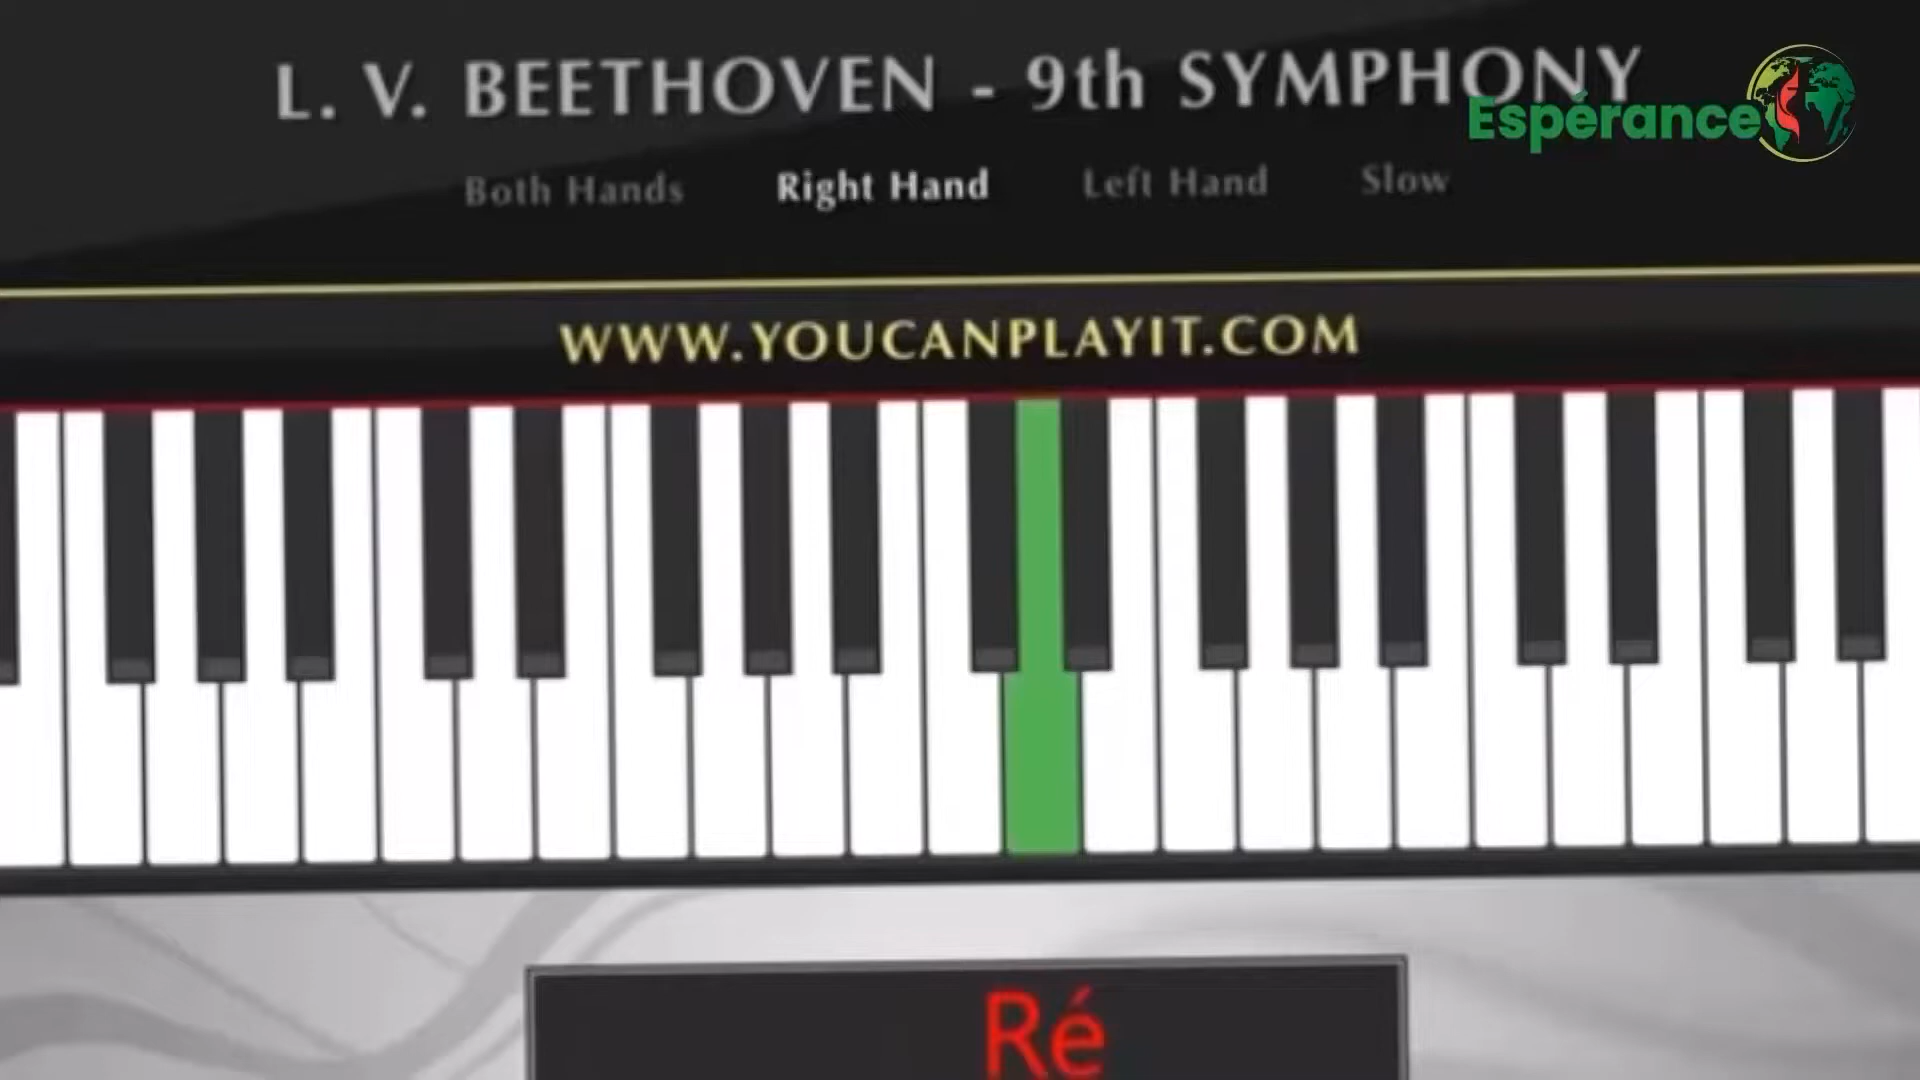 L. V. BEETHOVEN - 9th SYMPHONY
Espérance
Both Hands Right Hand Left Hand Slow
WWW.YOUCANPLAYIT.COM
Ré